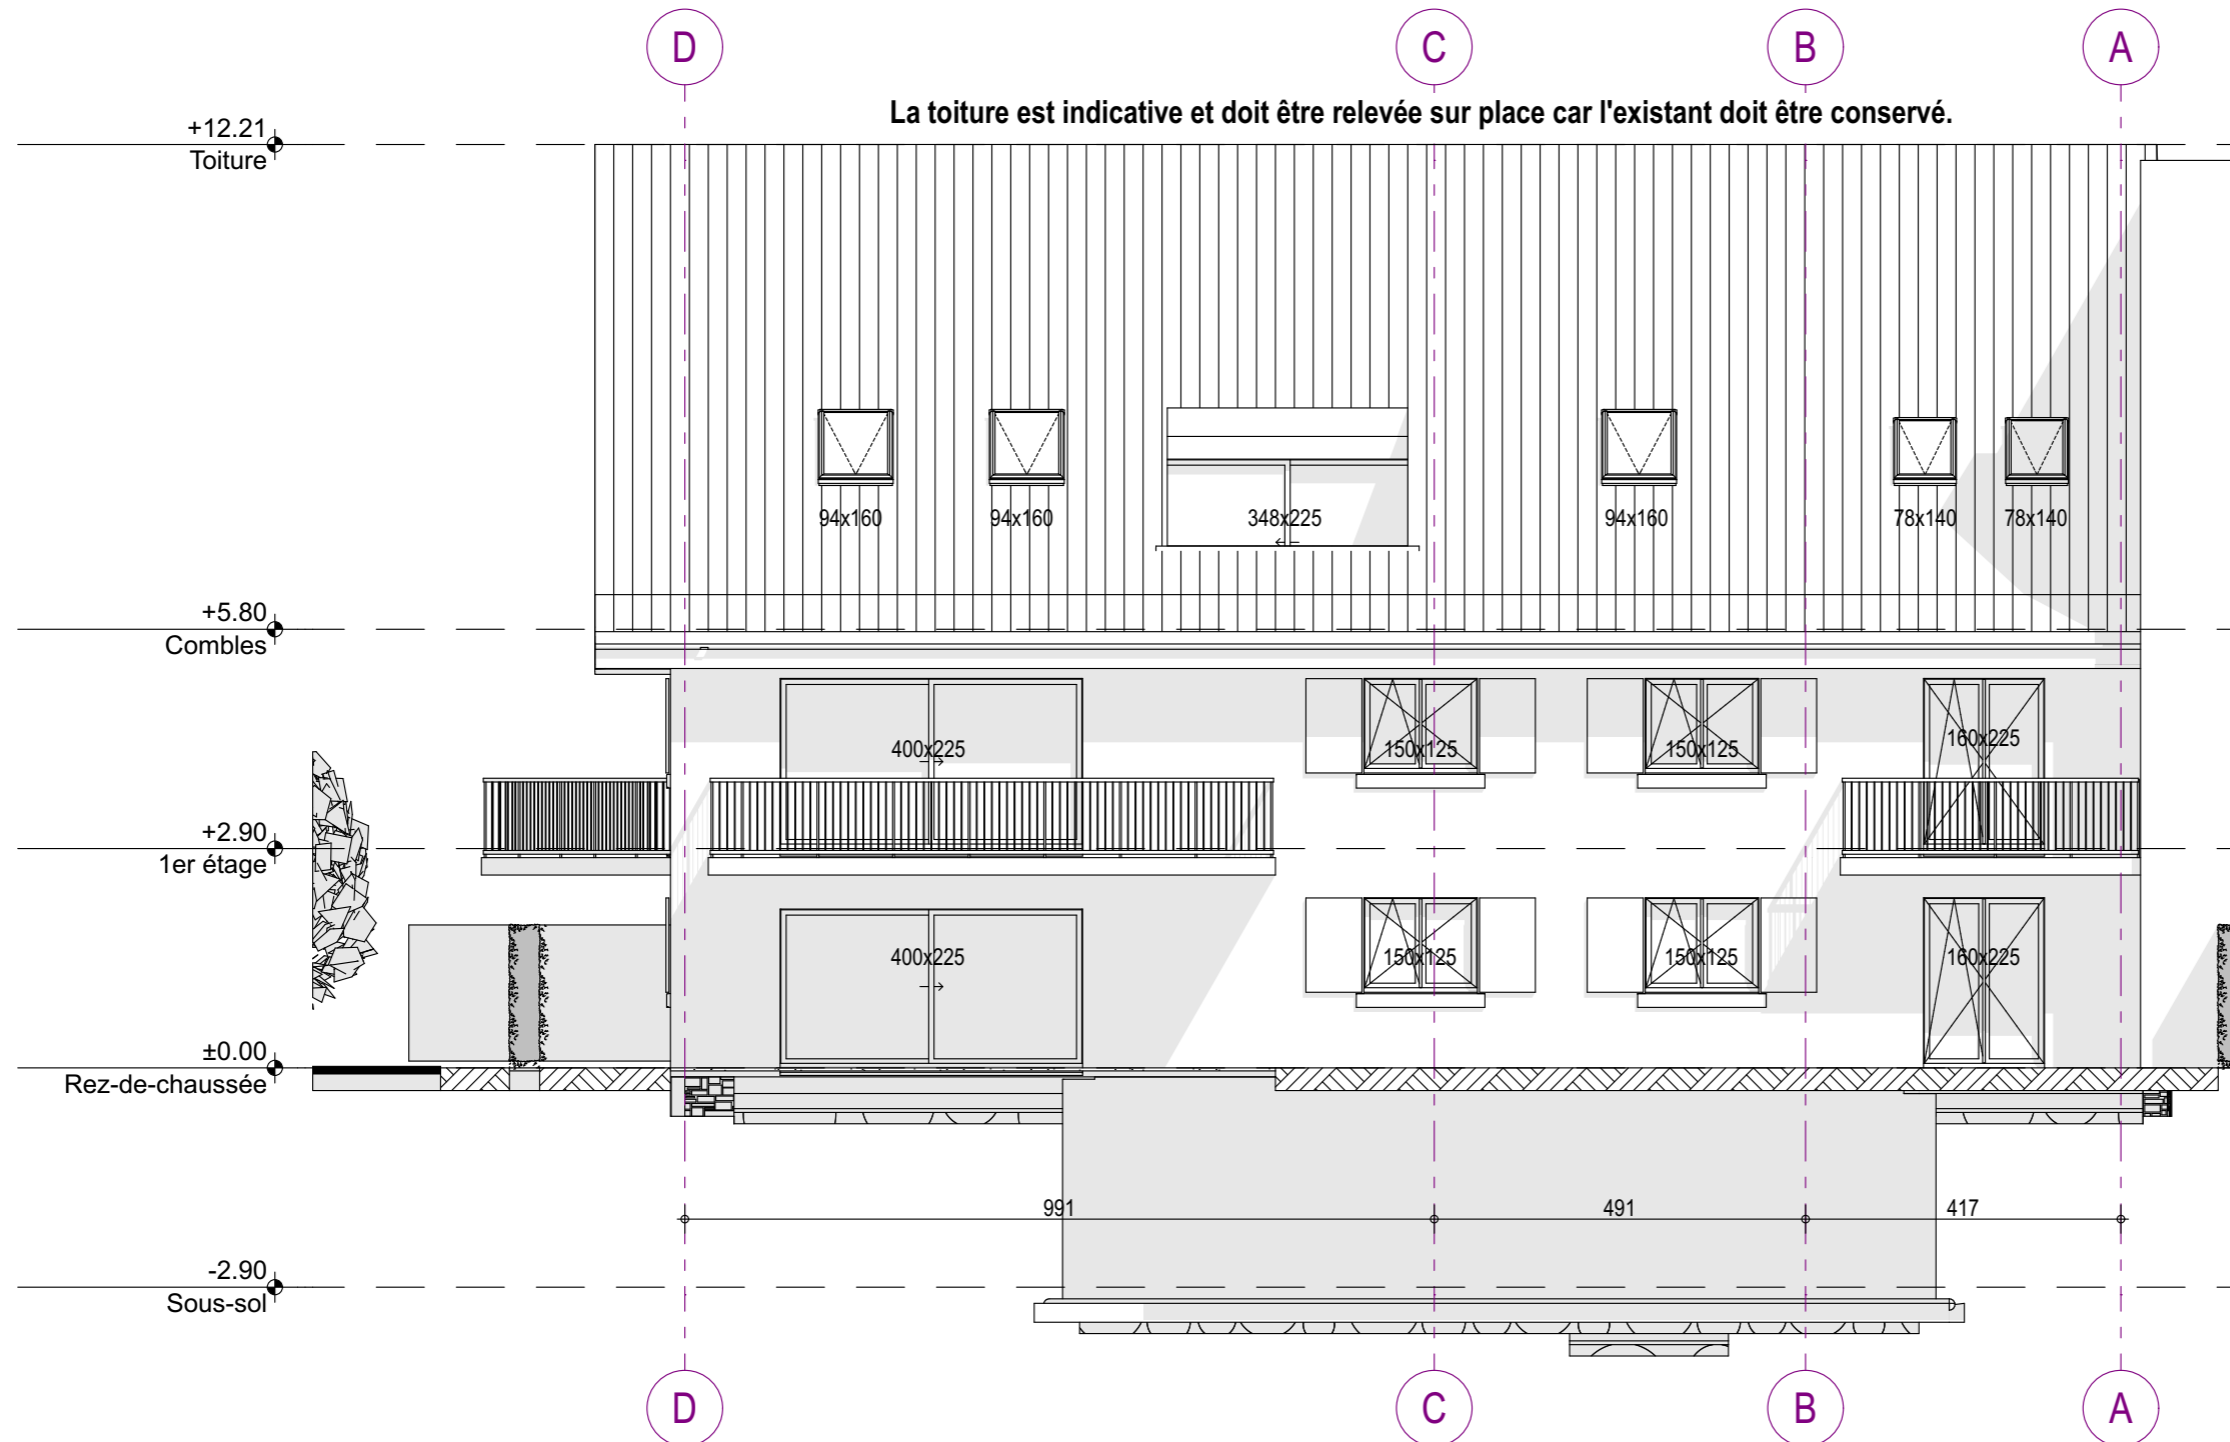 D
C
B
A
La toiture est indicative et doit être relevée sur place car l'existant doit être conservé.
+12.21
Toiture
94x160
94x160
348x225
94x160
78x140
78x140
+5.80
Combles
400x225
150x125
150x125
160x225
+2.90
1er étage
400x225
150x125
150x125
160x225
±0.00
Rez-de-chaussée
991
491
417
-2.90
Sous-sol
D
C
B
A